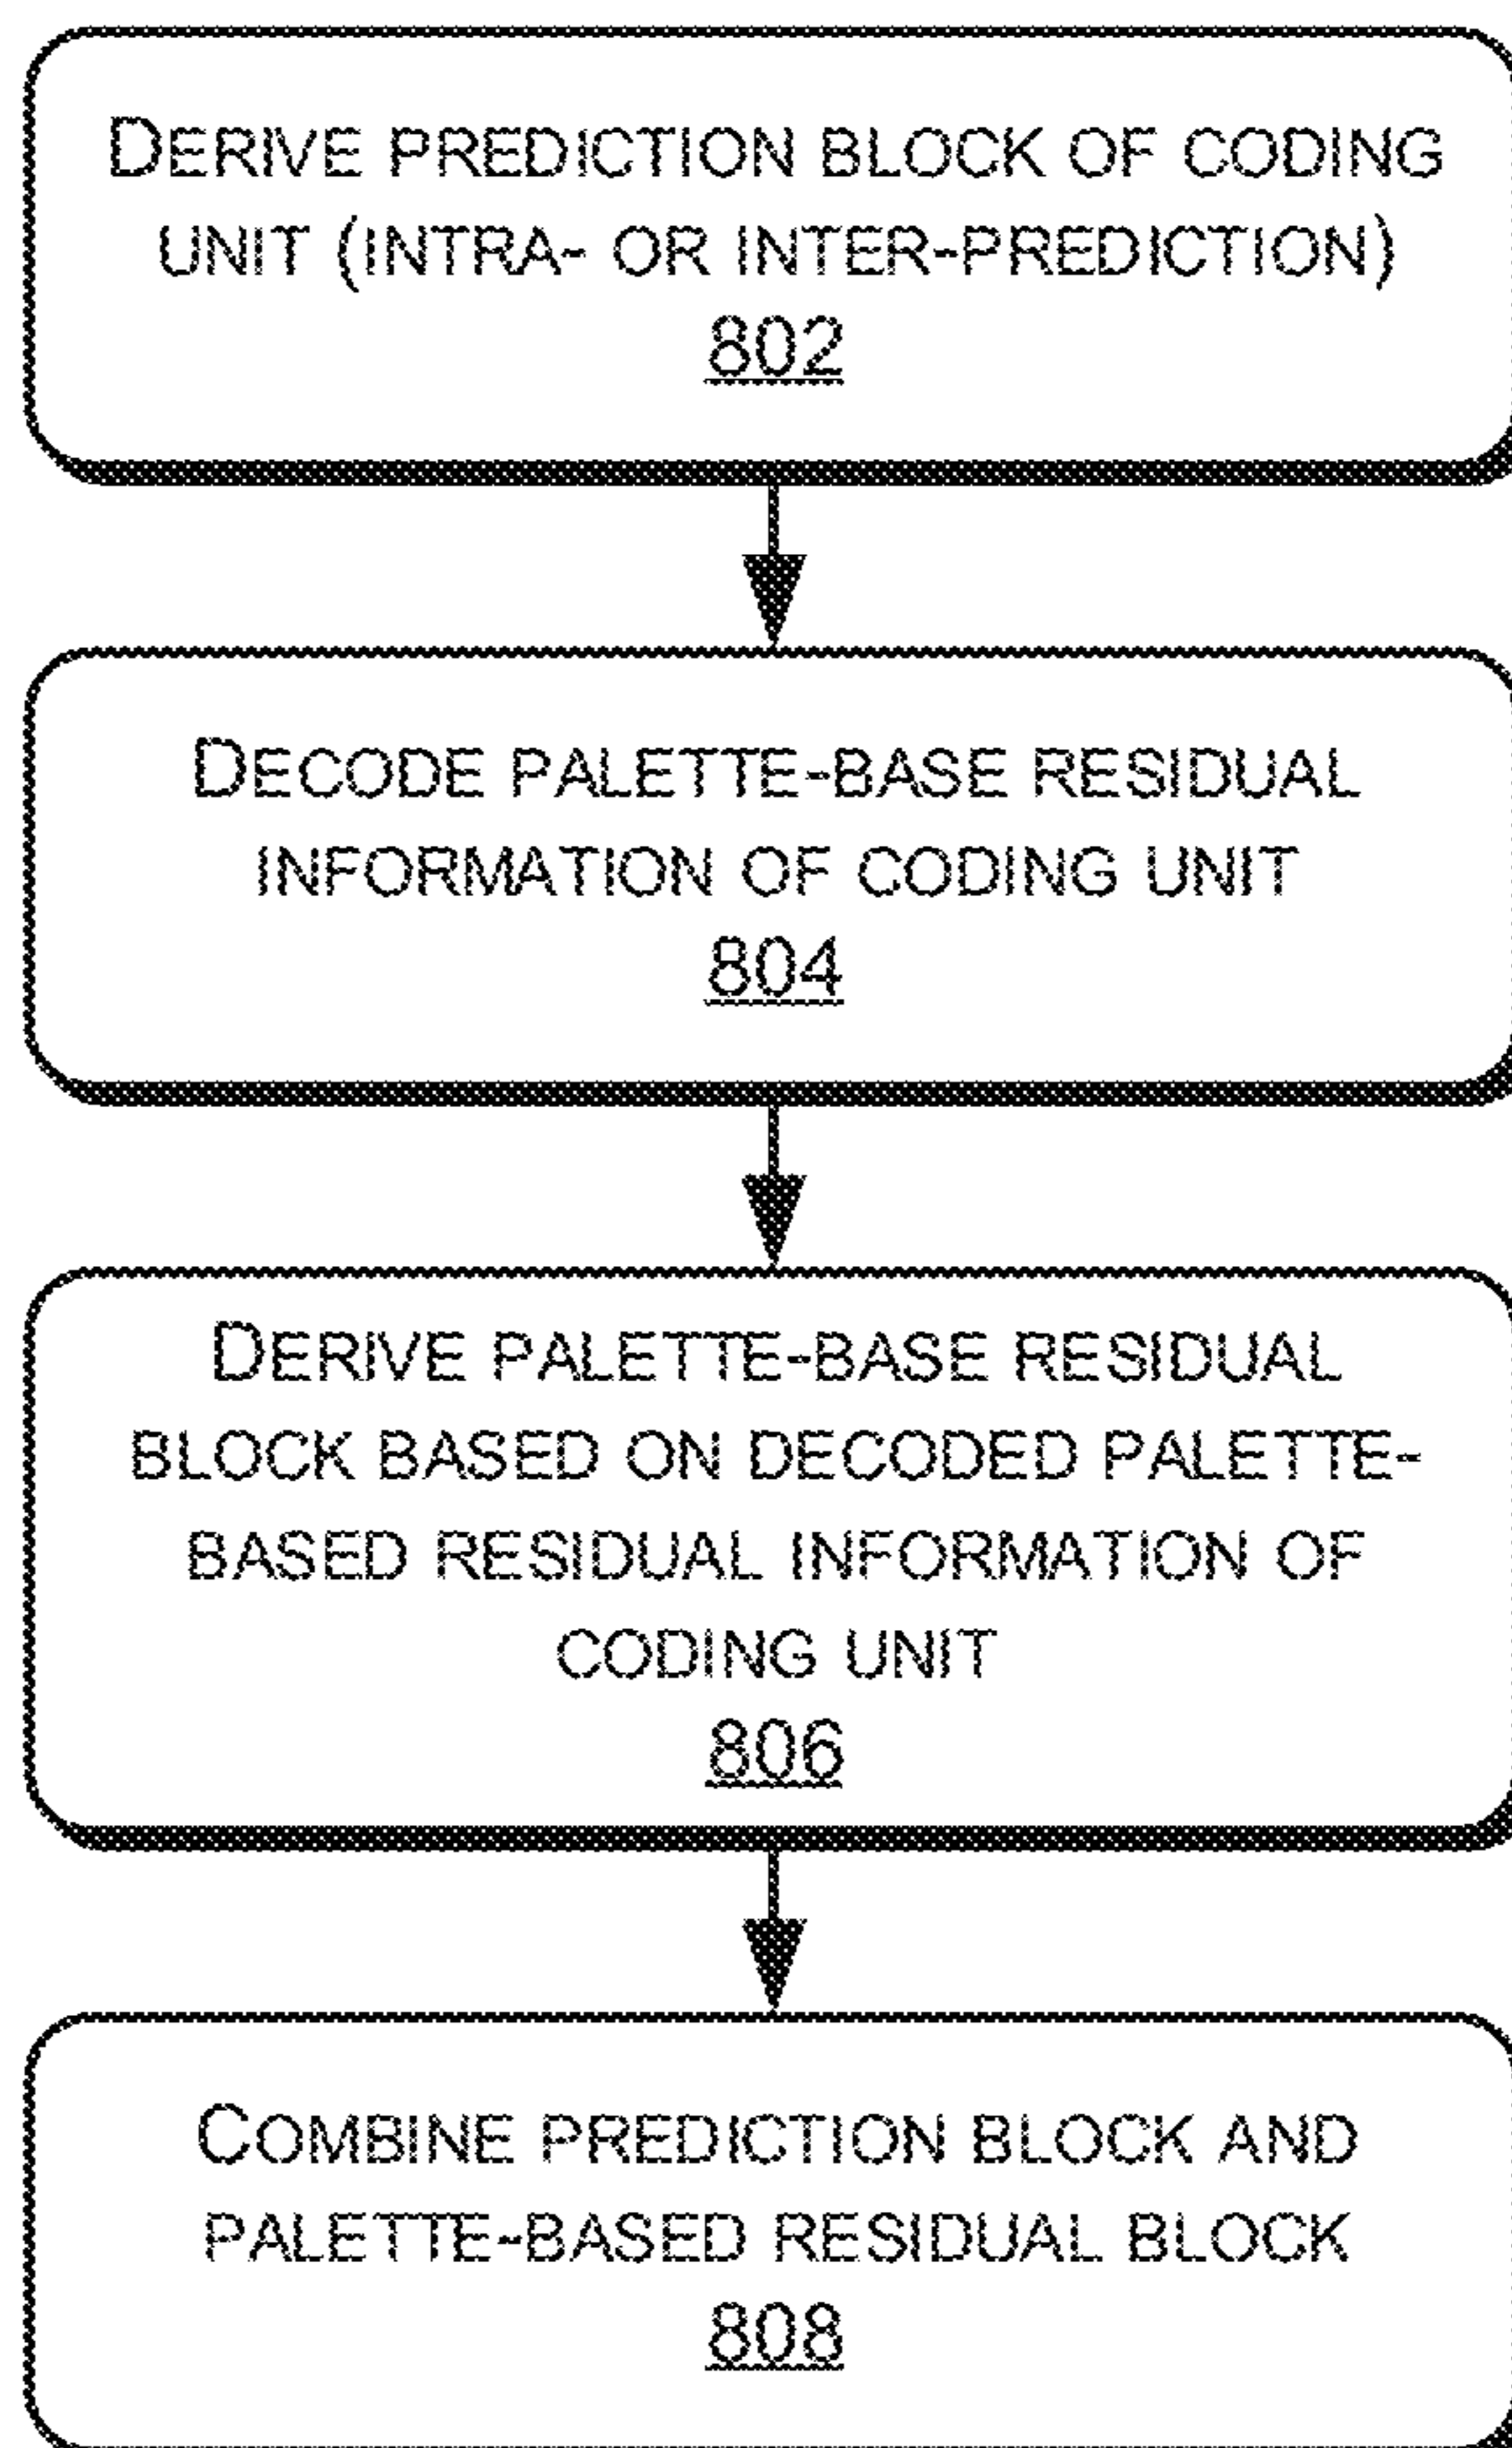 DERIVE PREDICTION BLOCK OF CODING
UNIT (INTRA- OR INTER-PREDICTION)
802
DECODE PALETTE-BASE RESIDUAL
INFORMATION OF CODING UNIT
804
DERIVE PALETTE-BASE RESIDUAL
BLOCK BASED ON DECODED PALETTE-
BASED RESIDUAL INFORMATION OF
CODING UNIT
806
COMBINE PREDICTION BLOCK AND
PALETTE-BASED RESIDUAL BLOCK
808